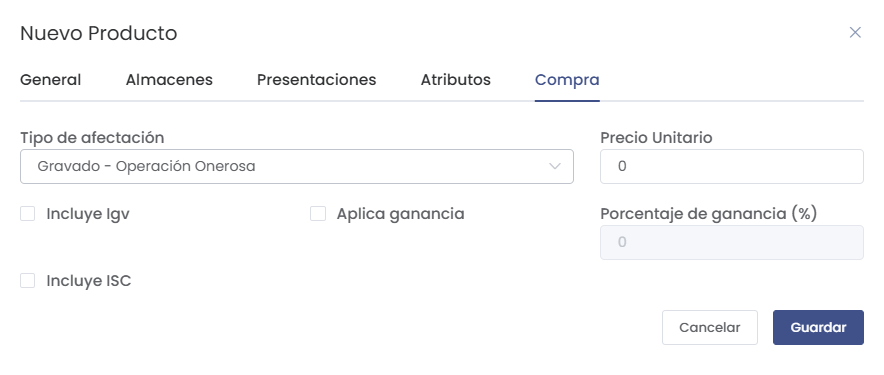 Nuevo Producto
General Almacenes Presentaciones Atributos Compra
Tipo de afectación Precio Unitario
Gravado - Operación Onerosa 0
Incluye Igv Aplica ganancia Porcentaje de ganancia (%)
0
Incluye ISC
Cancelar Guardar